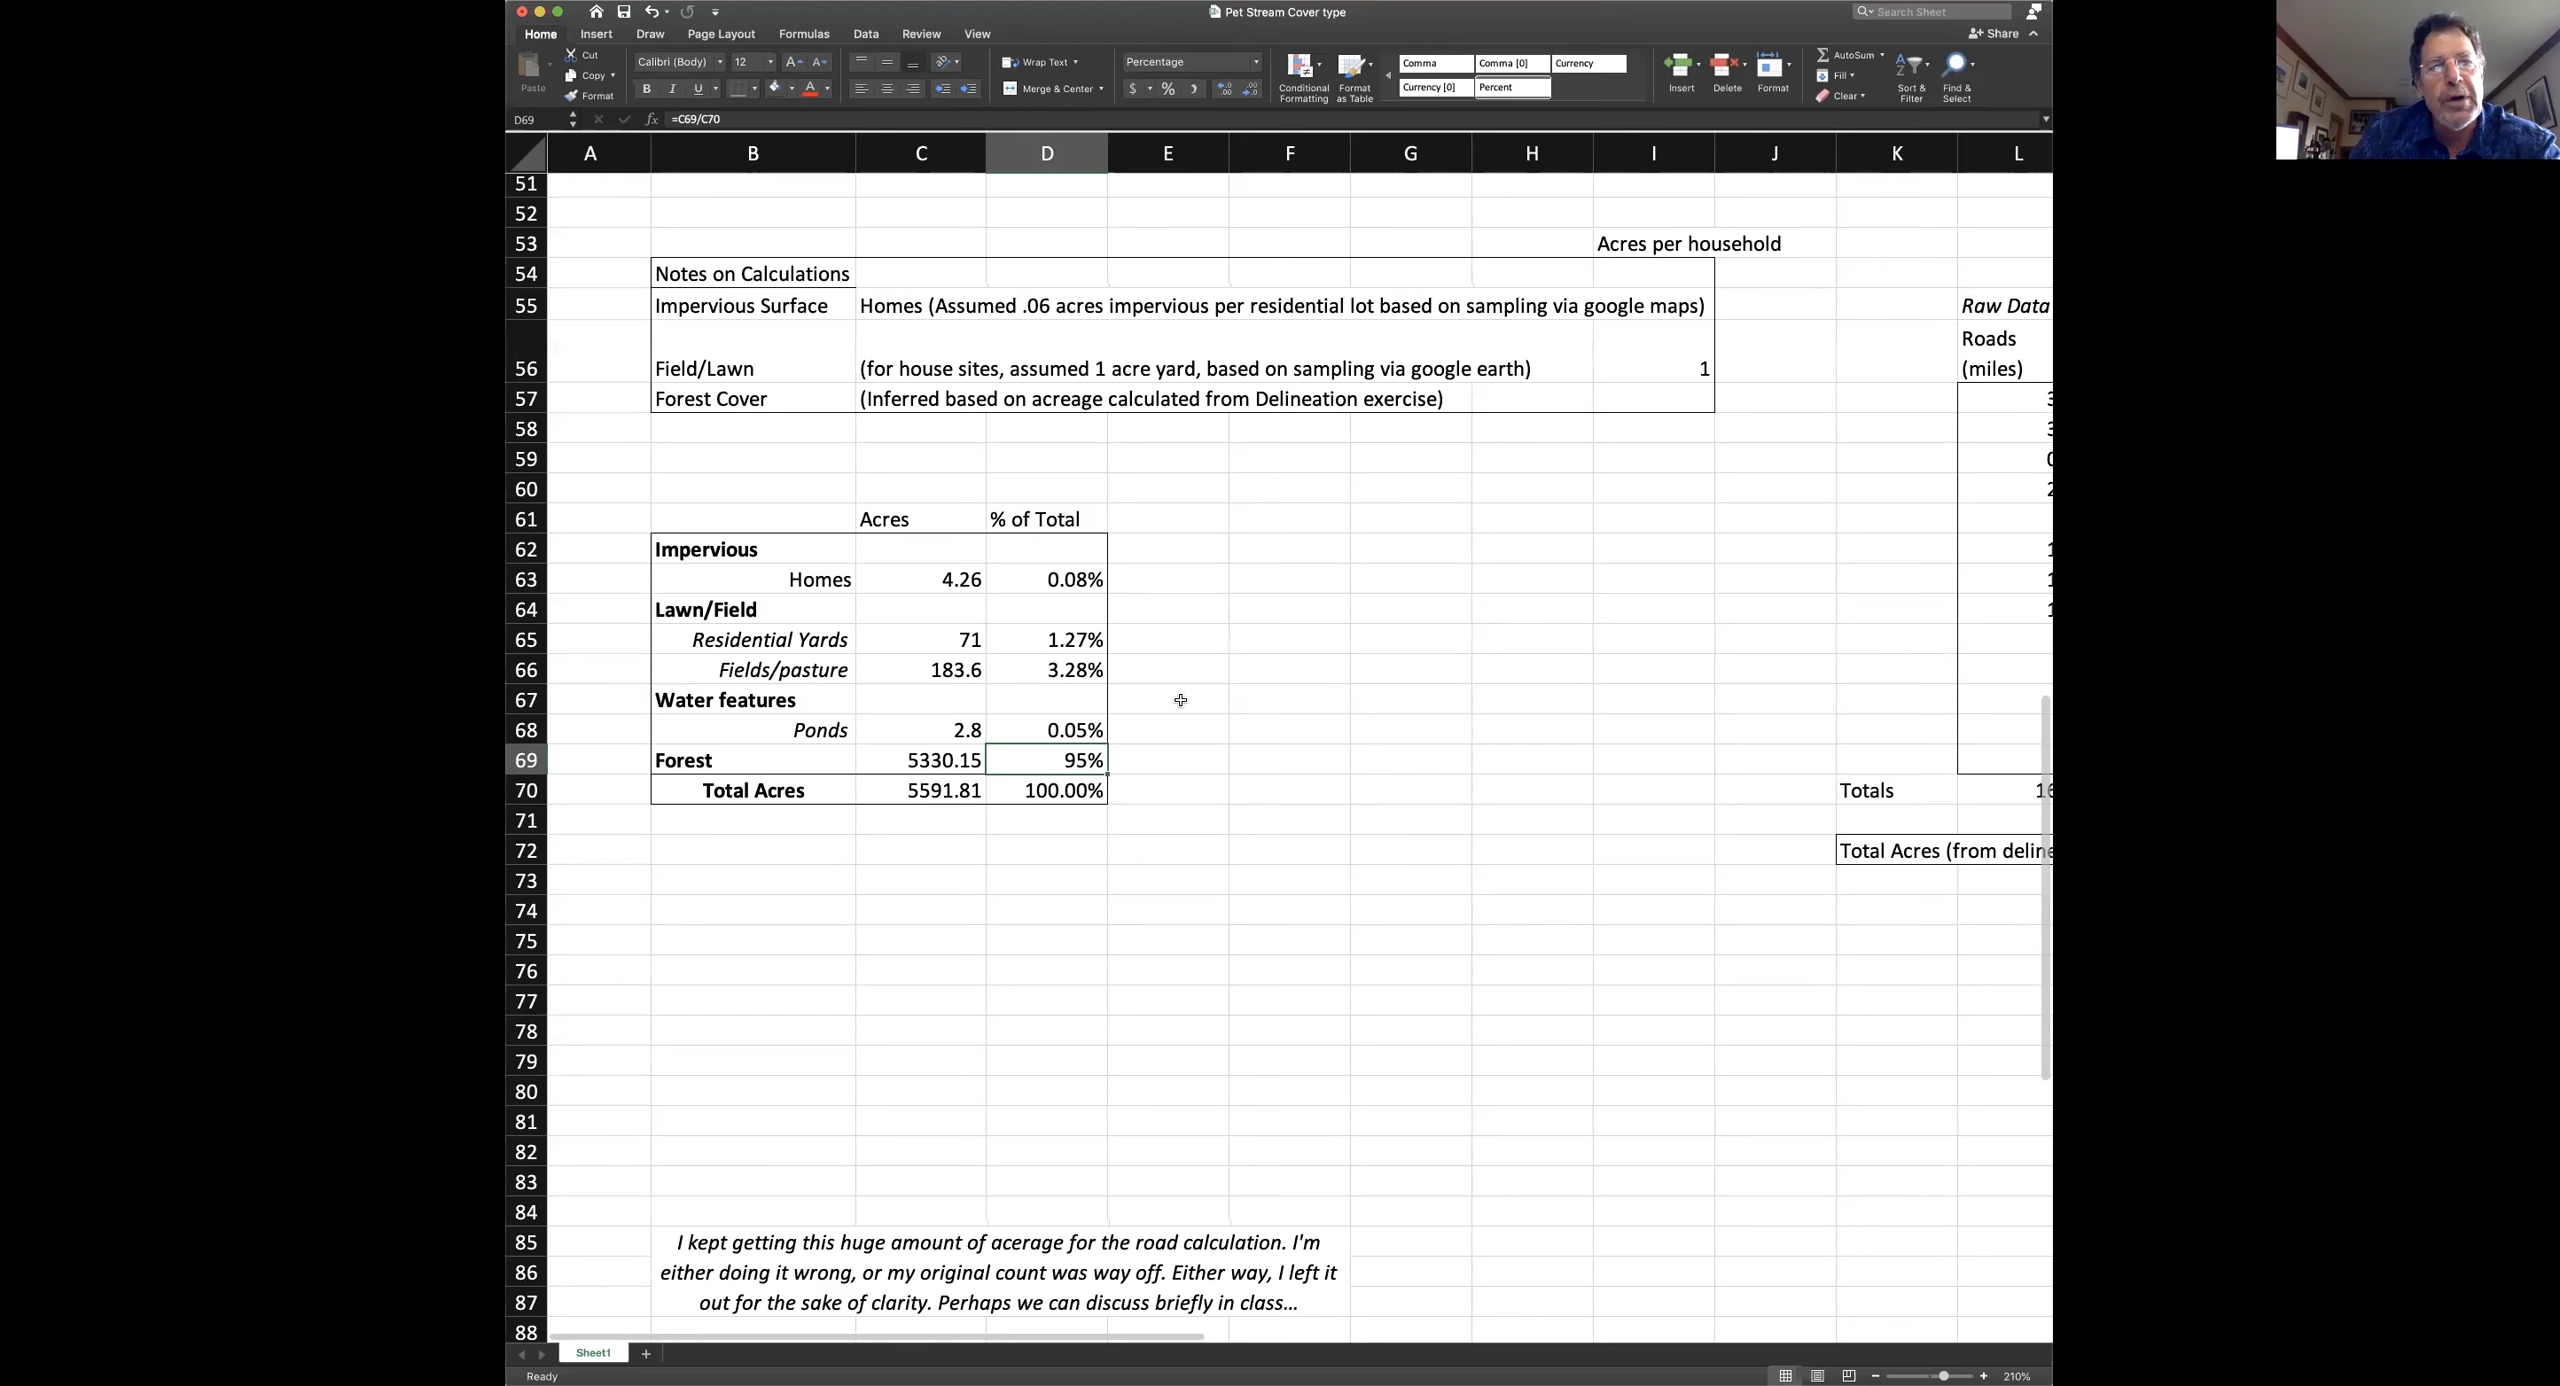 Pet Stream Cover type
Search Sheet
Home Insert Draw Page Layout Formulas Data Review View
Share
Paste
Cut
Copy
Format
Calibri (Body) 12
B I U
Wrap Text
Merge & Center
Percentage
$ %
Conditional Formatting
Format as Table
Comma Comma [0] Currency
Currency [0] Percent
Insert Delete Format
AutoSum
Fill
Clear
Sort & Filter
Find & Select
D69 fx =C69/C70
A B C D E F G H I J K L
51
52
53 Acres per household
54 Notes on Calculations
55 Impervious Surface Homes (Assumed .06 acres impervious per residential lot based on sampling via google maps) Raw Data
Roads
56 Field/Lawn (for house sites, assumed 1 acre yard, based on sampling via google earth) 1 (miles)
57 Forest Cover (Inferred based on acreage calculated from Delineation exercise)
58
59
60
61 Acres % of Total
62 Impervious
63 Homes 4.26 0.08%
64 Lawn/Field
65 Residential Yards 71 1.27%
66 Fields/pasture 183.6 3.28%
67 Water features
68 Ponds 2.8 0.05%
69 Forest 5330.15 95%
70 Total Acres 5591.81 100.00% Totals
71
72 Total Acres (from
73
74
75
76
77
78
79
80
81
82
83
84
85 I kept getting this huge amount of acerage for the road calculation. I'm
86 either doing it wrong, or my original count was way off. Either way, I left it
87 out for the sake of clarity. Perhaps we can discuss briefly in class...
88
Sheet1
Ready
210%